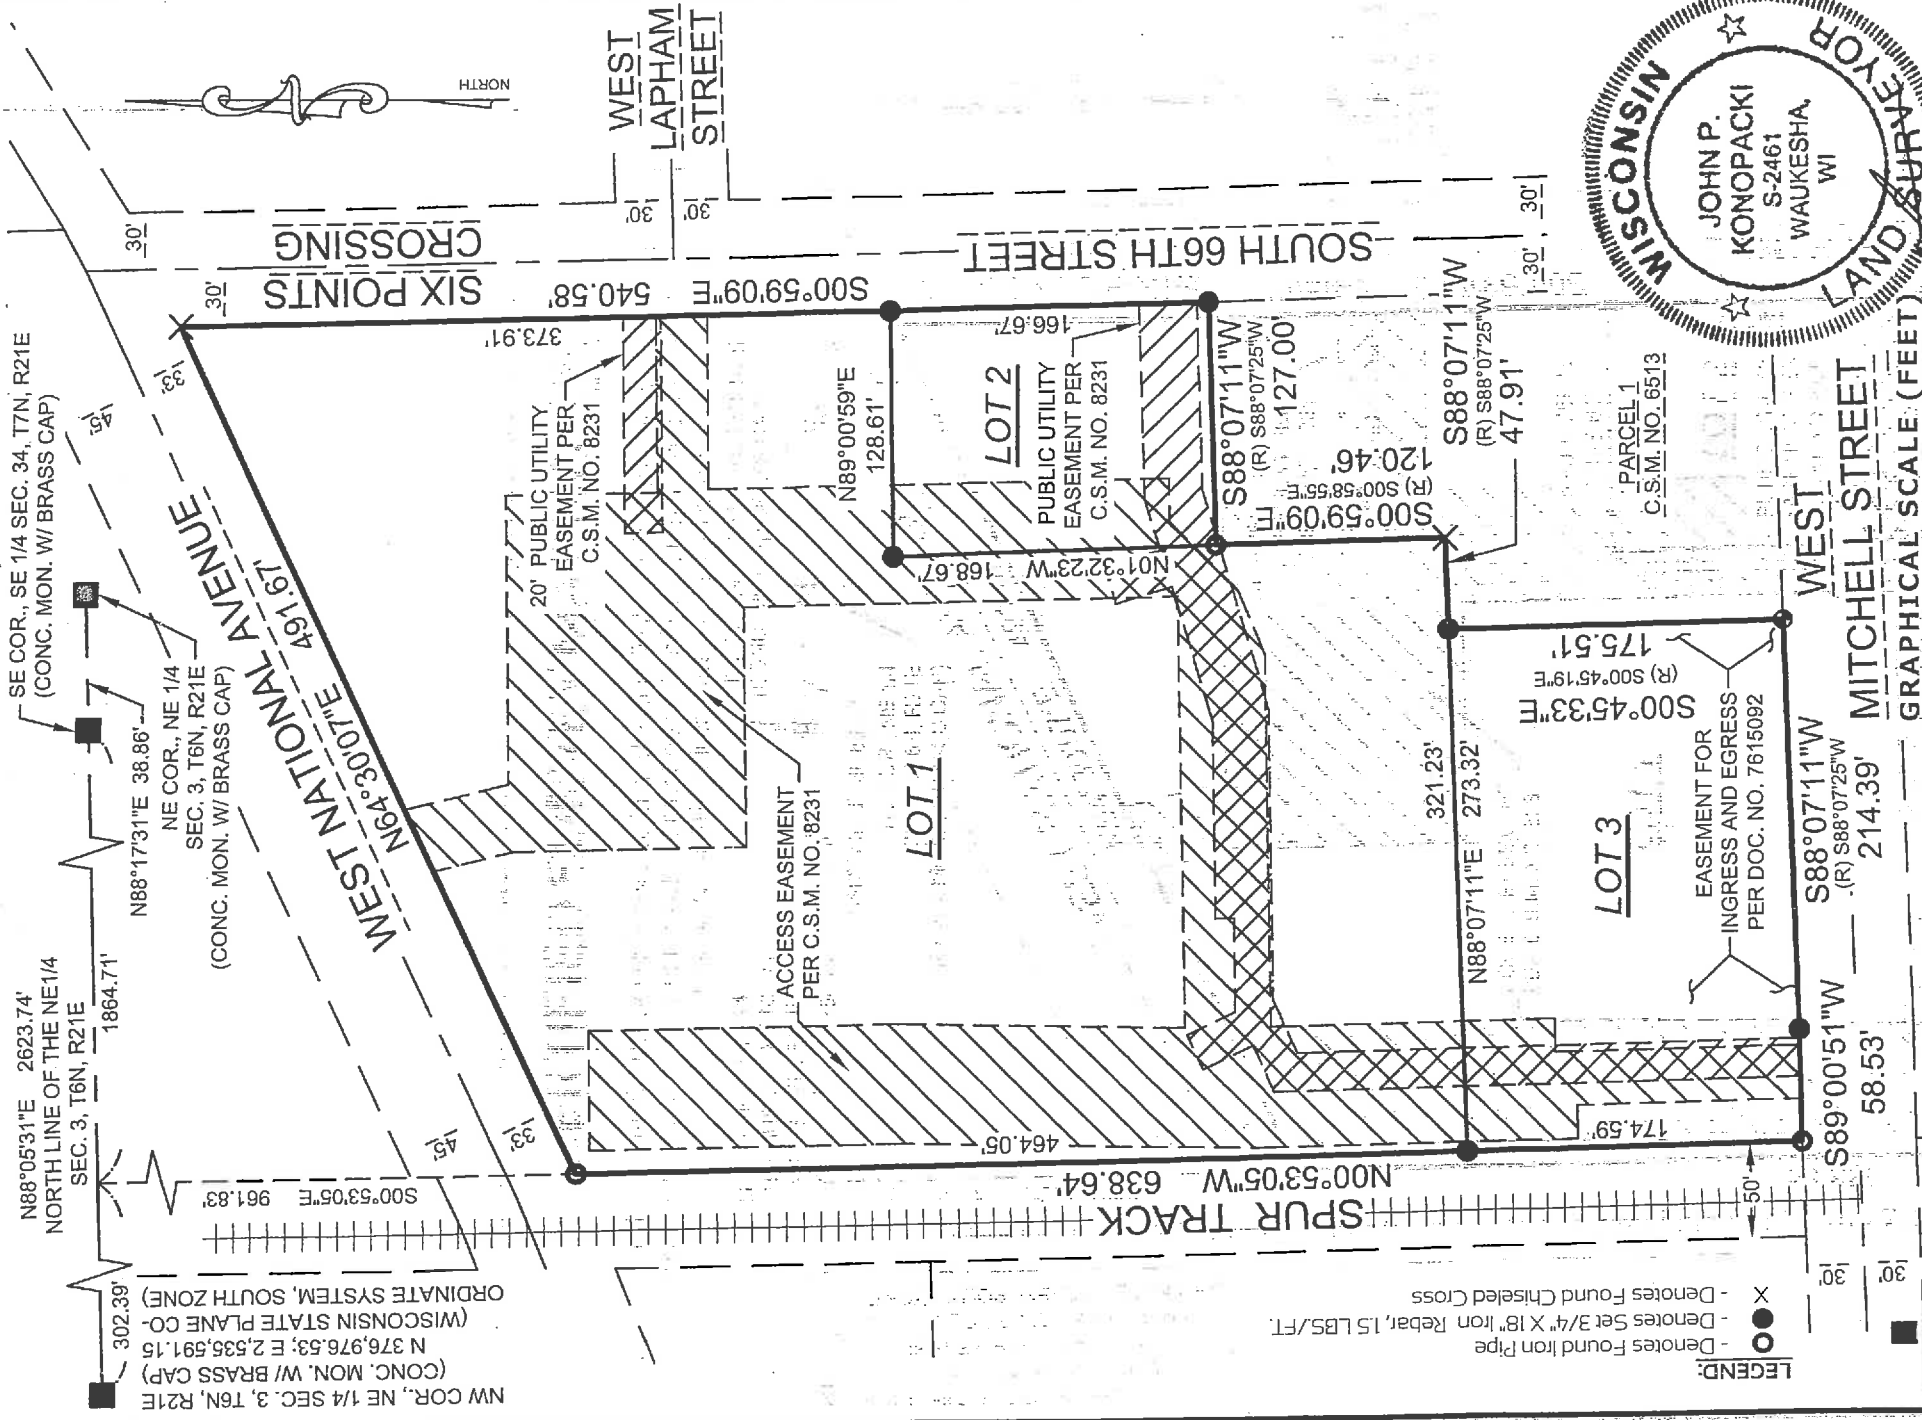 SE COR., SE 1/4 SEC. 34, T7N, R21E
(CONC. MON. W/ BRASS CAP)
N88°17'31"E 38.86'
NE COR., NE 1/4
SEC. 3, T6N, R21E
(CONC. MON. W/ BRASS CAP)
N88°05'31"E 2623.74'
NORTH LINE OF THE NE1/4
SEC. 3, T6N, R21E
1864.71'
302.39'
NW COR., NE 1/4 SEC. 3, T6N, R21E
(CONC. MON. W/ BRASS CAP)
N 376,976.53; E 2,535,591.15
(WISCONSIN STATE PLANE CO-
ORDINATE SYSTEM, SOUTH ZONE)
S00°53'05"E 961.83'
NORTH
WEST
LAPHAM
STREET
30'
30'
30'
30'
SIX POINTS
CROSSING
SOUTH 66TH STREET
30'
30'
45'
33'
45'
33'
WEST NATIONAL AVENUE
N64°30'07"E 491.67'
S00°59'09"E 540.58'
373.91'
166.67'
20' PUBLIC UTILITY
EASEMENT PER
C.S.M. NO. 8231
N89°00'59"E
128.61'
LOT 2
PUBLIC UTILITY
EASEMENT PER
C.S.M. NO. 8231
N01°32'23"W 168.67'
S88°07'11"W
(R) S88°07'25"W
127.00'
S00°59'09"E
(R) S00°58'55"E
120.46'
S88°07'11"W
(R) S88°07'25"W
47.91'
PARCEL 1
C.S.M. NO. 6513
LOT 1
ACCESS EASEMENT
PER C.S.M. NO. 8231
321.23'
N88°07'11"E 273.32'
S00°45'33"E
(R) S00°45'19"E
175.51'
LOT 3
EASEMENT FOR
INGRESS AND EGRESS
PER DOC. NO. 7615092
464.05'
174.59'
N00°53'05"W 638.64'
SPUR TRACK
50'
S89°00'51"W
58.53'
S88°07'11"W
(R) S88°07'25"W
214.39'
WEST
MITCHELL STREET
GRAPHICAL SCALE (FEET)
30'
30'
LEGEND:
- Denotes Found Iron Pipe
- Denotes Set 3/4" X 18" Iron Rebar, 1.5 LBS./FT.
X - Denotes Found Chiseled Cross
WISCONSIN
JOHN P.
KONOPACKI
S-2461
WAUKESHA,
WI
LAND SURVEYOR